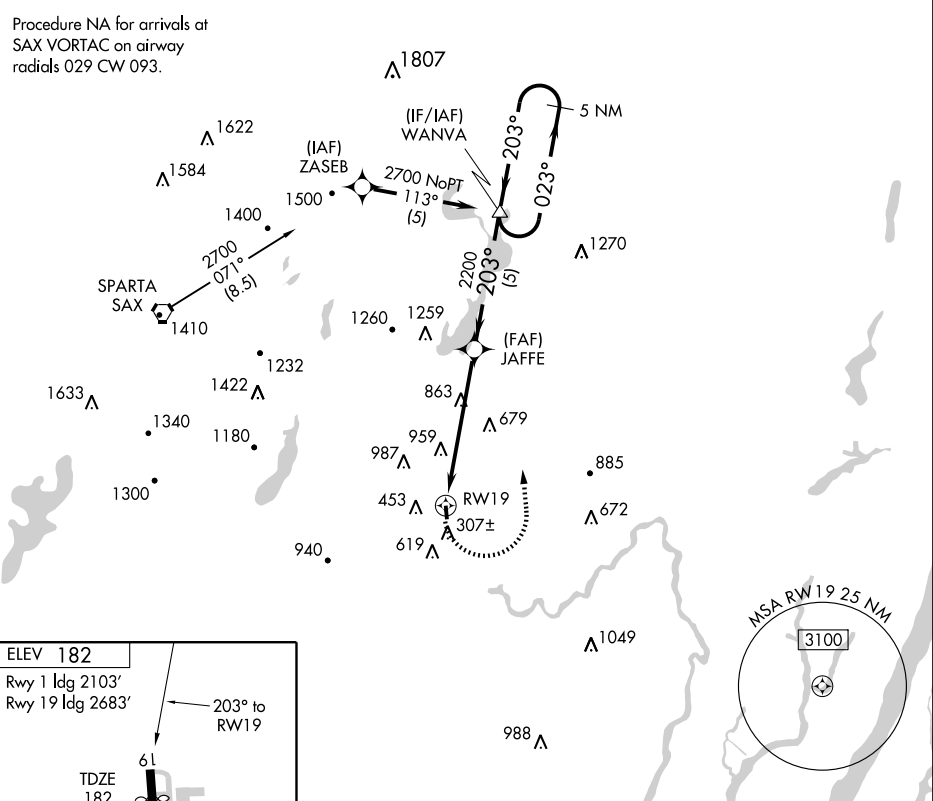 Procedure NA for arrivals at
SAX VORTAC on airway
radials 029 CW 093.
1807
5 NM
(IF/IAF)
WANVA
203°
023°
1622
1584
(IAF)
ZASEB
1500
2700 NoPT
113°
(5)
1400
2700
071°
(8.5)
SPARTA
SAX
1410
1270
2200
203°
(5)
1260
1259
(FAF)
JAFFE
1232
1422
1633
1340
1180
1300
863
679
959
987
885
453
RW19
672
307±
619
940
MSA RW19 25 NM
3100
1049
988
ELEV 182
Rwy 1 ldg 2103'
Rwy 19 ldg 2683'
203° to
RW19
19
TDZE
182